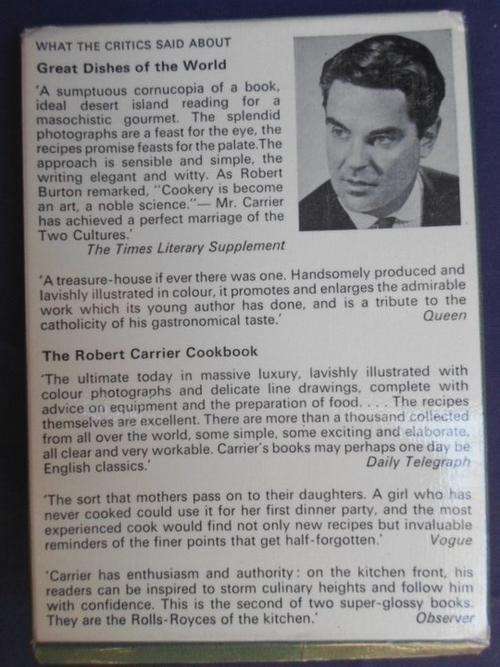 WHAT THE CRITICS SAID ABOUT
Great Dishes of the World
'A sumptuous cornucopia of a book,
ideal desert island reading for a
masochistic gourmet. The splendid
photographs are a feast for the eye, the
recipes promise feasts for the palate.The
approach is sensible and simple, the
writing elegant and witty. As Robert
Burton remarked, "Cookery is become
an art, a noble science."— Mr. Carrier
has achieved a perfect marriage of the
Two Cultures.'
The Times Literary Supplement
'A treasure-house if ever there was one. Handsomely produced and
lavishly illustrated in colour, it promotes and enlarges the admirable
work which its young author has done, and is a tribute to the
catholicity of his gastronomical taste.' Queen
The Robert Carrier Cookbook
'The ultimate today in massive luxury, lavishly illustrated with
colour photographs and delicate line drawings, complete with
advice on equipment and the preparation of food. . . . The recipes
themselves are excellent. There are more than a thousand collected
from all over the world, some simple, some exciting and elaborate,
all clear and very workable. Carrier's books may perhaps one day be
English classics.' Daily Telegraph
'The sort that mothers pass on to their daughters. A girl who has
never cooked could use it for her first dinner party, and the most
experienced cook would find not only new recipes but invaluable
reminders of the finer points that get half-forgotten.' Vogue
'Carrier has enthusiasm and authority: on the kitchen front, his
readers can be inspired to storm culinary heights and follow him
with confidence. This is the second of two super-glossy books.
They are the Rolls-Royces of the kitchen.' Observer